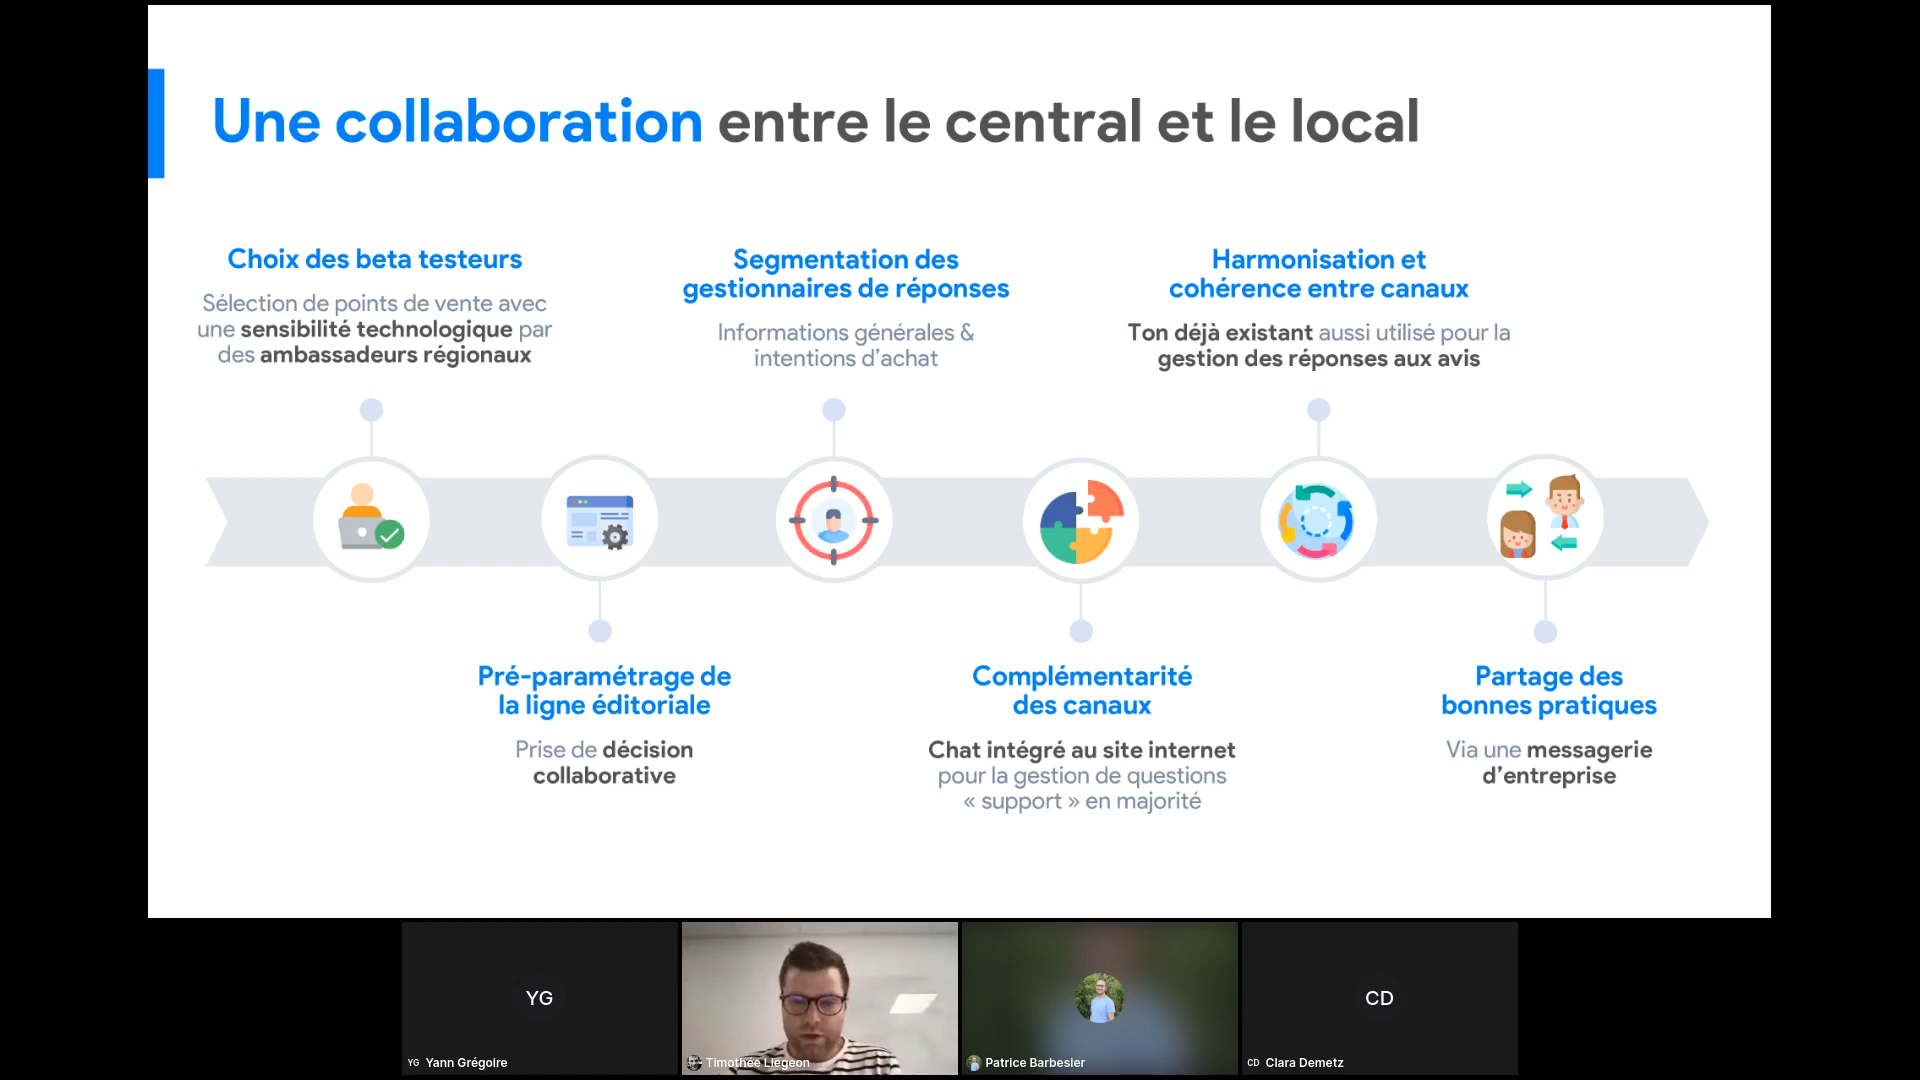 Une collaboration entre le central et le local
Choix des beta testeurs
Sélection de points de vente avec
une sensibilité technologique par
des ambassadeurs régionaux
Segmentation des
gestionnaires de réponses
Informations générales &
intentions d’achat
Harmonisation et
cohérence entre canaux
Ton déjà existant aussi utilisé pour la
gestion des réponses aux avis
Pré-paramétrage de
la ligne éditoriale
Prise de décision
collaborative
Complémentarité
des canaux
Chat intégré au site internet
pour la gestion de questions
« support » en majorité
Partage des
bonnes pratiques
Via une messagerie
d’entreprise
YG
YG Yann Grégoire
Timothée Liegeon
Patrice Barbesier
CD
CD Clara Demetz